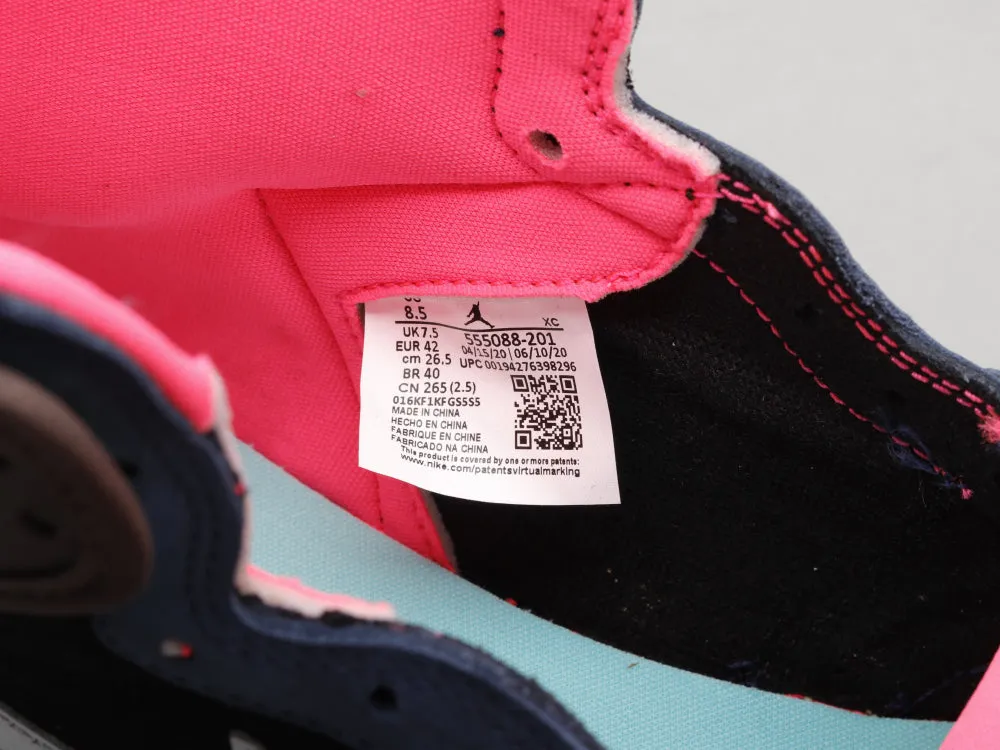 8.5
XC
UK 7.5
555088-201
EUR 42
04/15/20 | 06/10/20
cm 26.5
UPC 00194276398296
BR 40
CN 265 (2.5)
016KF1KFGS5S5
MADE IN CHINA
HECHO EN CHINA
FABRIQUE EN CHINE
FABRICADO NA CHINA
This product is covered by one or more patents:
www.nike.com/patentsvirtualmarking